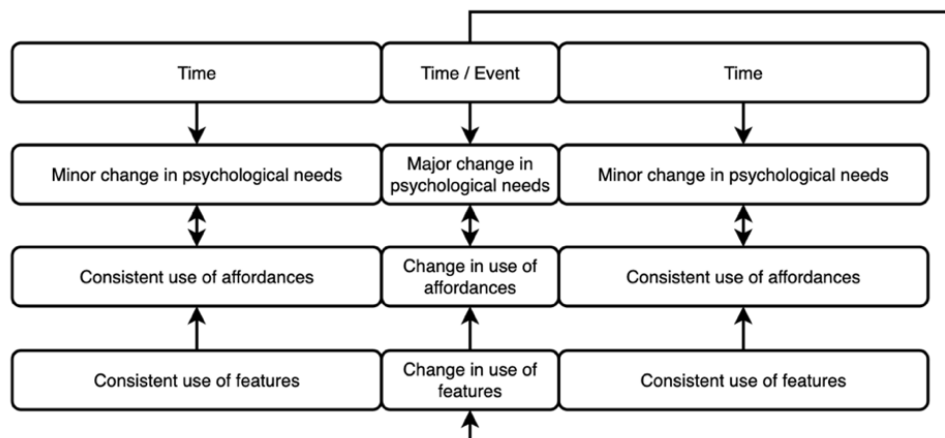 Time
Time / Event
Time
Minor change in psychological needs
Major change in
psychological needs
Minor change in psychological needs
Consistent use of affordances
Change in use of
affordances
Consistent use of affordances
Consistent use of features
Change in use of
features
Consistent use of features